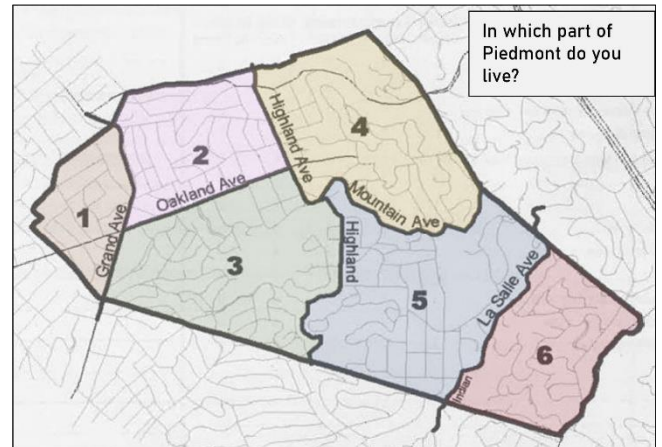 In which part of
Piedmont do you
live?
1
2
3
4
5
6
Grand Ave
Oakland Ave
Highland Ave
Mountain Ave
Highland
La Salle Ave
Indian